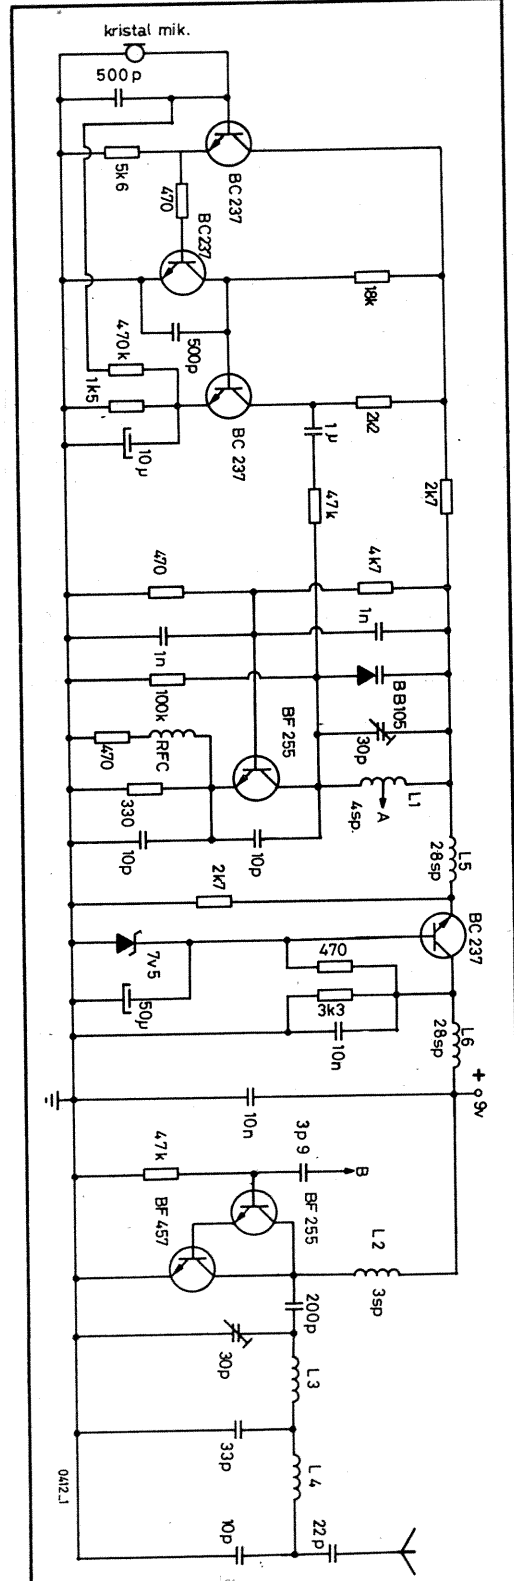 kristal mik.
500p
5k6
BC237
470
BC237
18k
500p
470k
1k5
BC 237
2k2
10µ
1µ
47k
2k7
470
4k7
1n
1n
BB105
100k
30p
BF 255
RFC
470
L1
A
4sp.
330
10p
10p
L5
28sp
2k7
BC 237
7v5
470
50µ
3k3
10n
L6
28sp
+
9v
10n
3p9
B
47k
BF 255
BF 457
L2
3sp
200p
30p
L3
33p
L4
0412_1
10p
22p